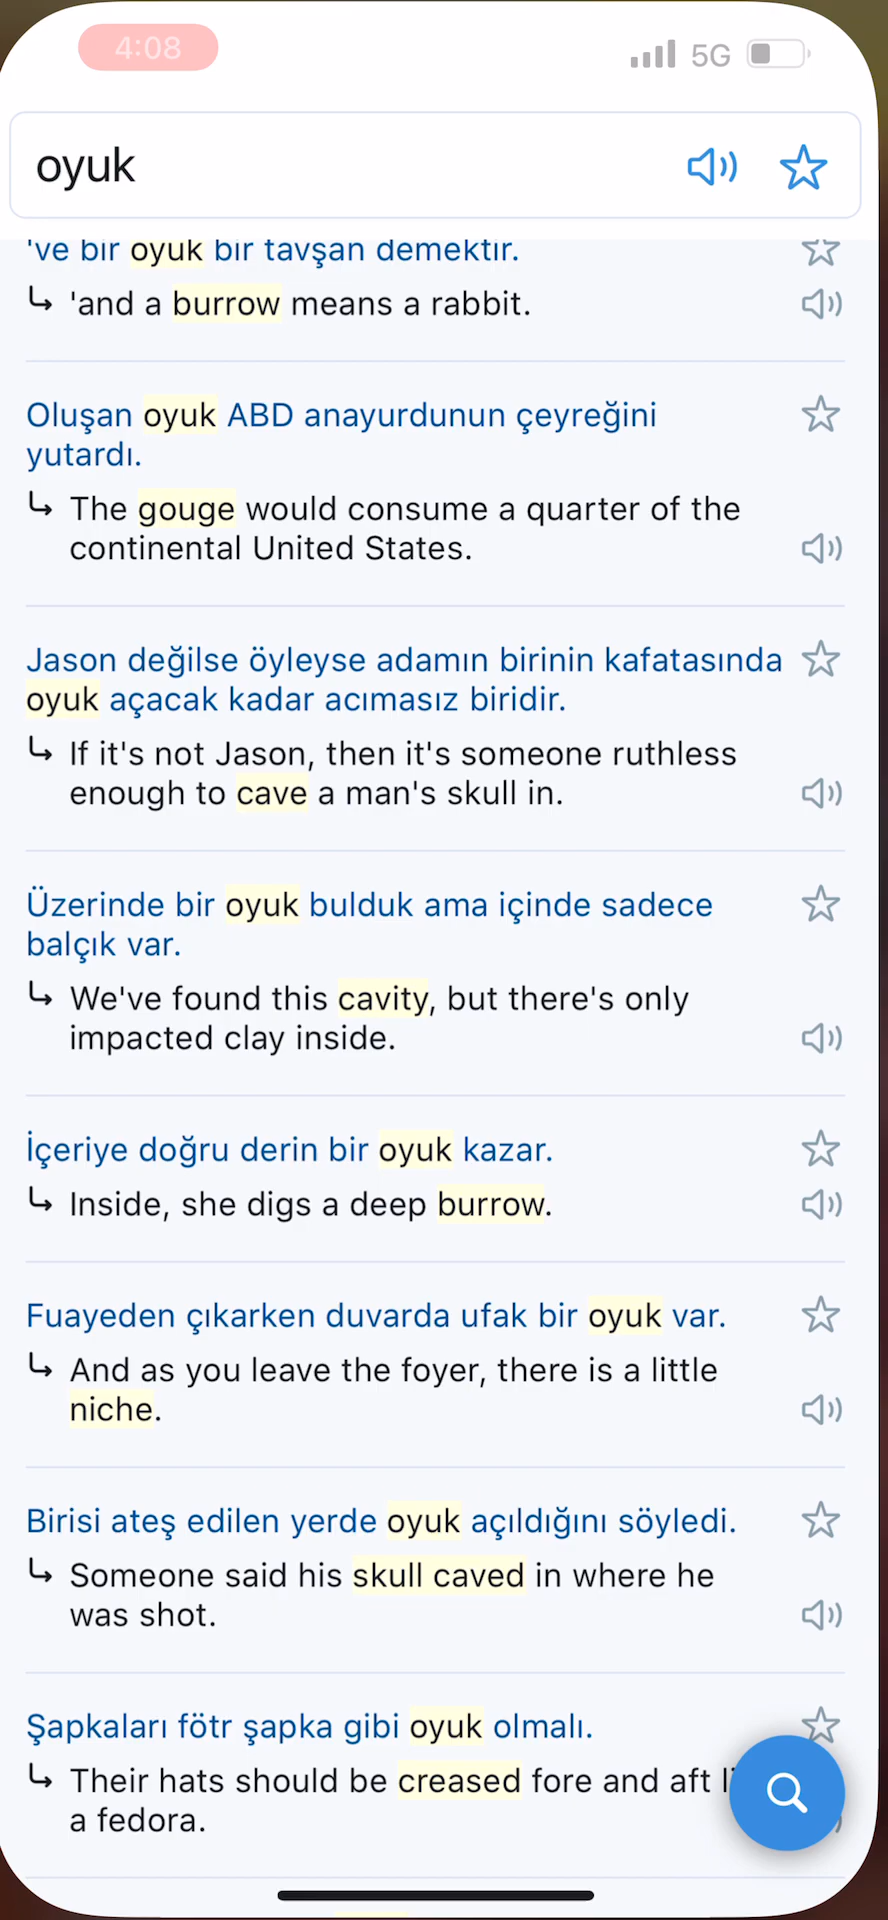 4:08
5G
oyuk
've bir oyuk bir tavşan demektir.
'and a burrow means a rabbit.
Oluşan oyuk ABD anayurdunun çeyreğini
yutardı.
The gouge would consume a quarter of the
continental United States.
Jason değilse öyleyse adamın birinin kafatasında
oyuk açacak kadar acımasız biridir.
If it's not Jason, then it's someone ruthless
enough to cave a man's skull in.
Üzerinde bir oyuk bulduk ama içinde sadece
balçık var.
We've found this cavity, but there's only
impacted clay inside.
İçeriye doğru derin bir oyuk kazar.
Inside, she digs a deep burrow.
Fuayeden çıkarken duvarda ufak bir oyuk var.
And as you leave the foyer, there is a little
niche.
Birisi ateş edilen yerde oyuk açıldığını söyledi.
Someone said his skull caved in where he
was shot.
Şapkaları fötr şapka gibi oyuk olmalı.
Their hats should be creased fore and aft
a fedora.